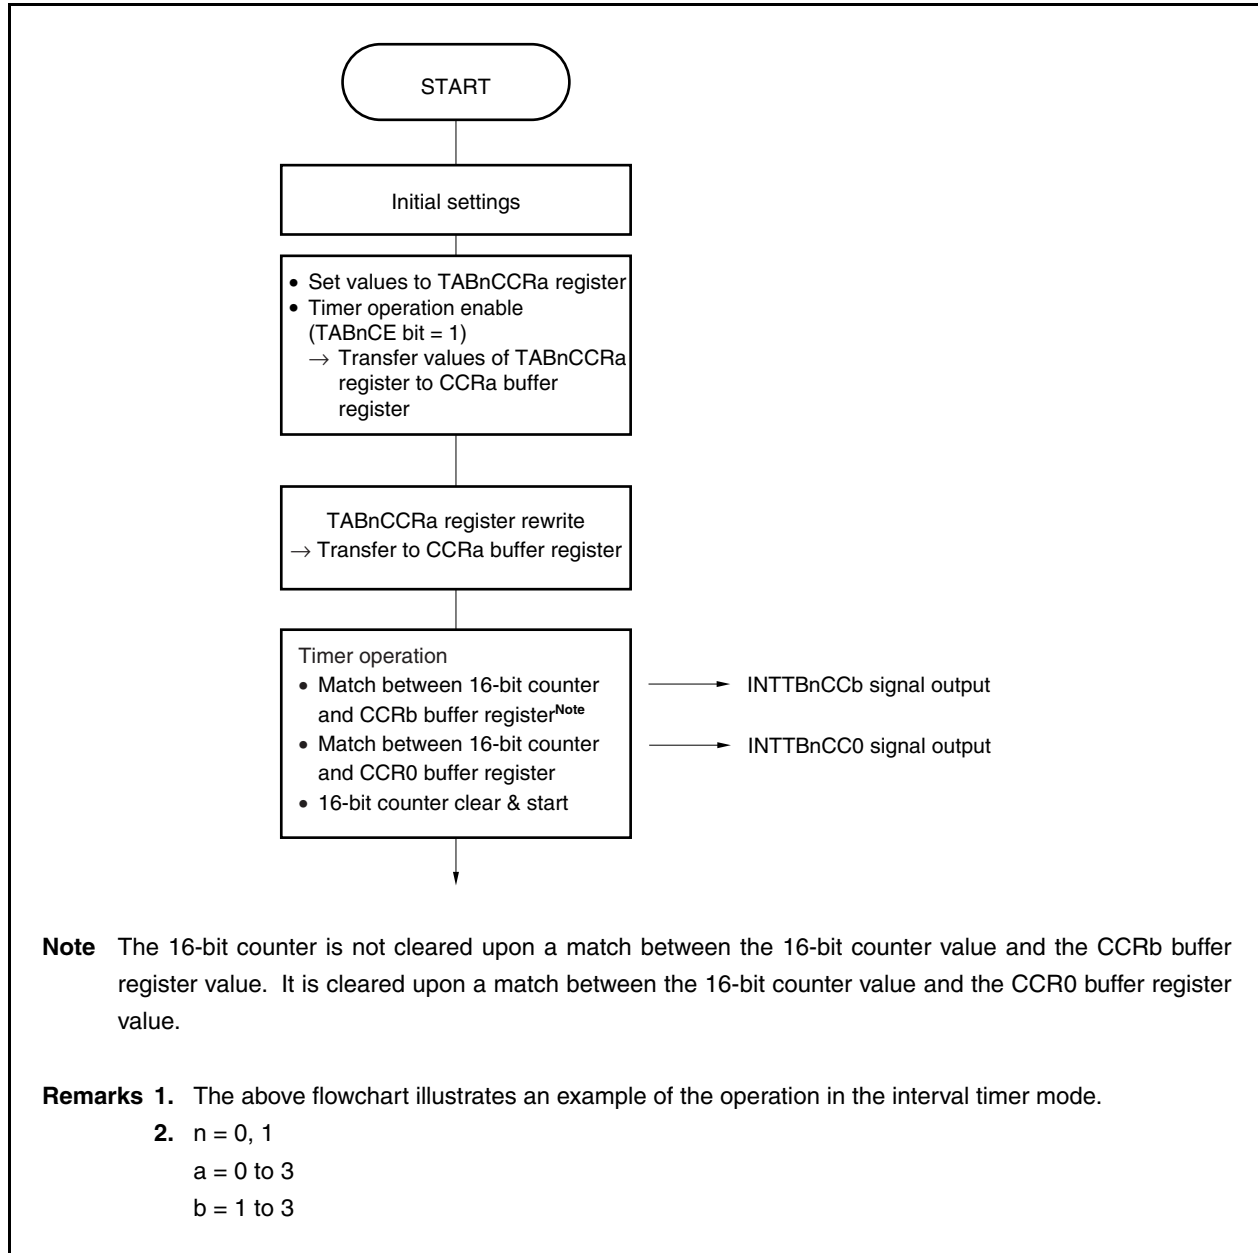 START
Initial settings
• Set values to TABnCCRa register
• Timer operation enable
(TABnCE bit = 1)
→ Transfer values of TABnCCRa
register to CCRa buffer
register
TABnCCRa register rewrite
→ Transfer to CCRa buffer register
Timer operation
• Match between 16-bit counter
and CCRb buffer registerNote
INTTBnCCb signal output
• Match between 16-bit counter
and CCR0 buffer register
INTTBnCC0 signal output
• 16-bit counter clear & start
Note The 16-bit counter is not cleared upon a match between the 16-bit counter value and the CCRb buffer
register value. It is cleared upon a match between the 16-bit counter value and the CCR0 buffer register
value.
Remarks 1. The above flowchart illustrates an example of the operation in the interval timer mode.
2. n = 0, 1
a = 0 to 3
b = 1 to 3